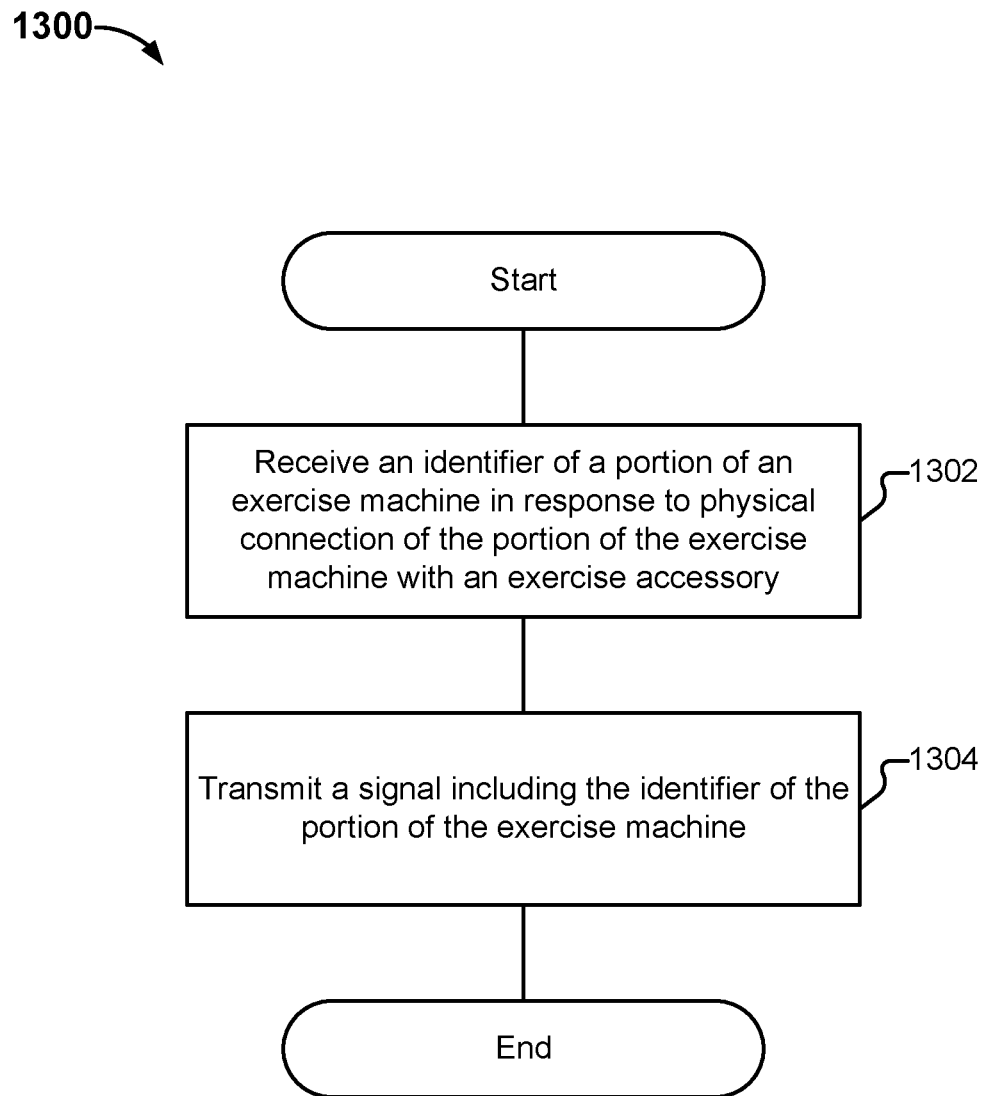 1300
Start
Receive an identifier of a portion of an
exercise machine in response to physical
connection of the portion of the exercise
machine with an exercise accessory
1302
Transmit a signal including the identifier of the
portion of the exercise machine
1304
End